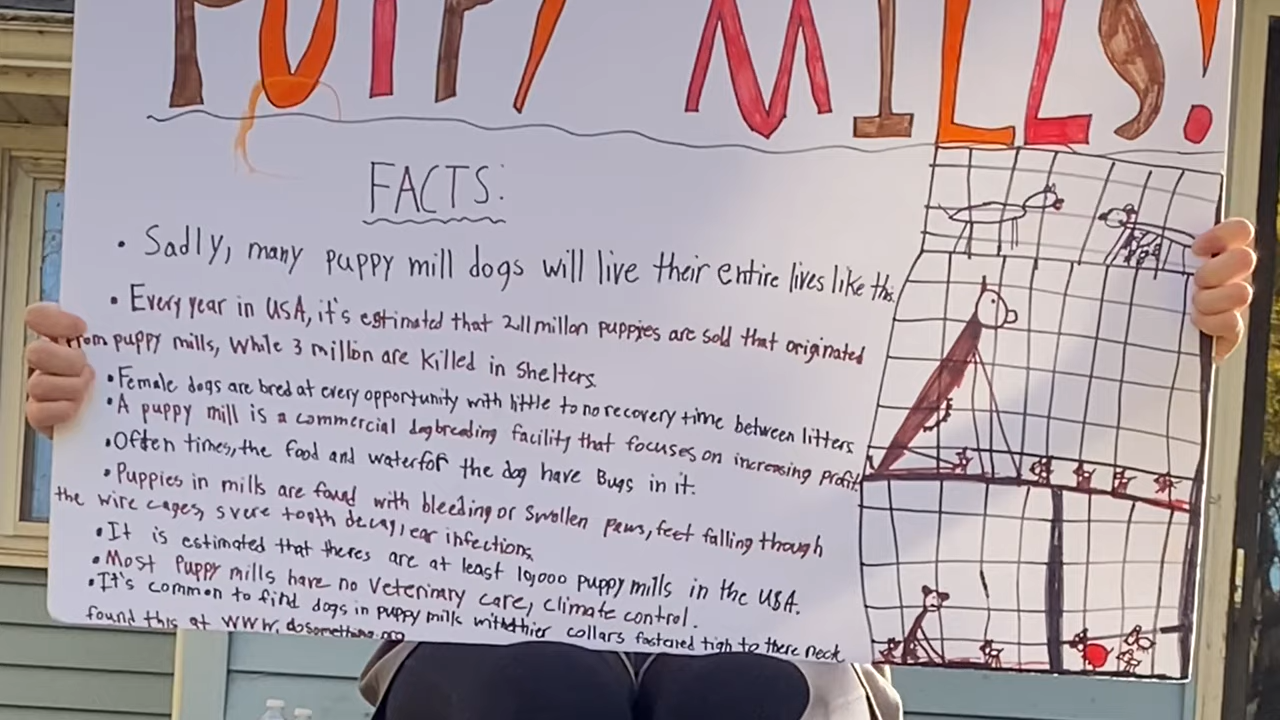 PUPPY MILLS!
FACTS:
• Sadly, many puppy mill dogs will live their entire lives like this.
• Every year in USA, it's estimated that 2.11 millon puppies are sold that originated
from puppy mills, while 3 millon are killed in shelters.
• Female dogs are bred at every opportunity with little to no recovery time between litters.
• A puppy mill is a commercial dogbreading facility that focuses on increasing profit.
• Often times, the food and water for the dog have Bugs in it.
• Puppies in mills are found with bleeding or swollen paws, feet falling though
the wire cages, svere tooth decay, ear infections.
• It is estimated that theres are at least 10,000 puppy mills in the USA.
• Most Puppy mills have no Veterinary care, climate control.
• It's common to find dogs in puppy mills with thier collars fastened tigh to there neck
found this at www.dosomething.org